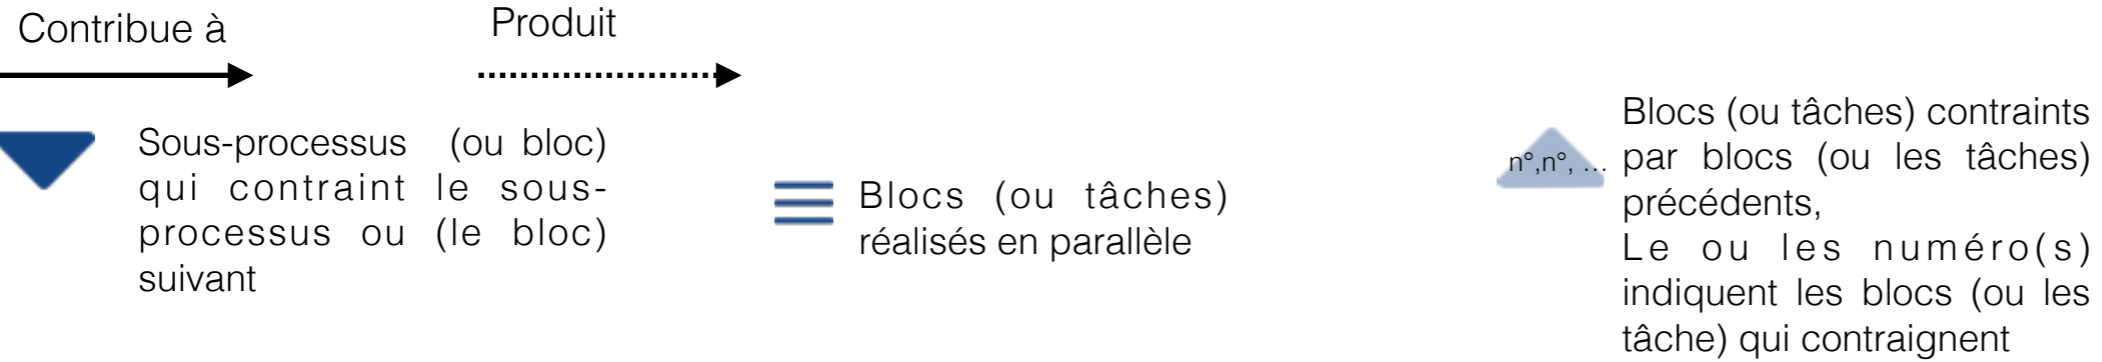 Contribue à
Produit
Sous-processus (ou bloc)
qui contraint le sous-
processus ou (le bloc)
suivant
Blocs (ou tâches)
réalisés en parallèle
n°,n°, ...
Blocs (ou tâches) contraints
par blocs (ou les tâches)
précédents,
Le ou les numéro(s)
indiquent les blocs (ou les
tâche) qui contraignent